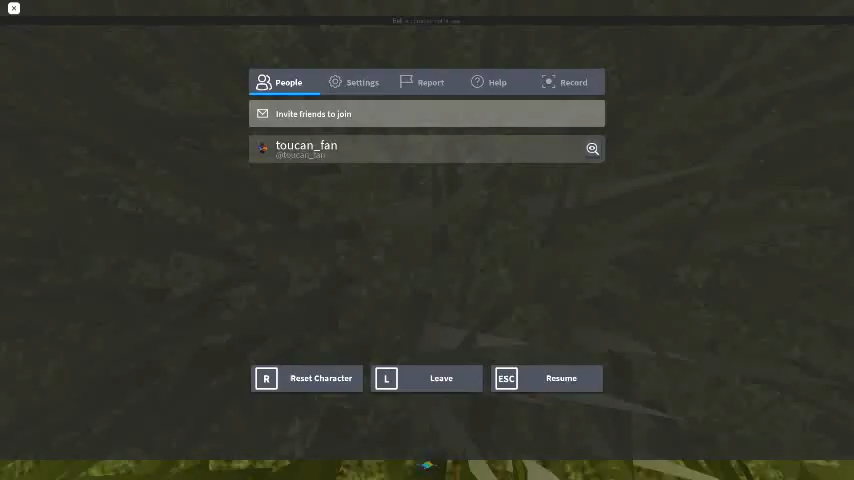 People
Settings
Report
Help
Record
Invite friends to join
toucan_fan
@toucan_fan
R
Reset Character
L
Leave
ESC
Resume